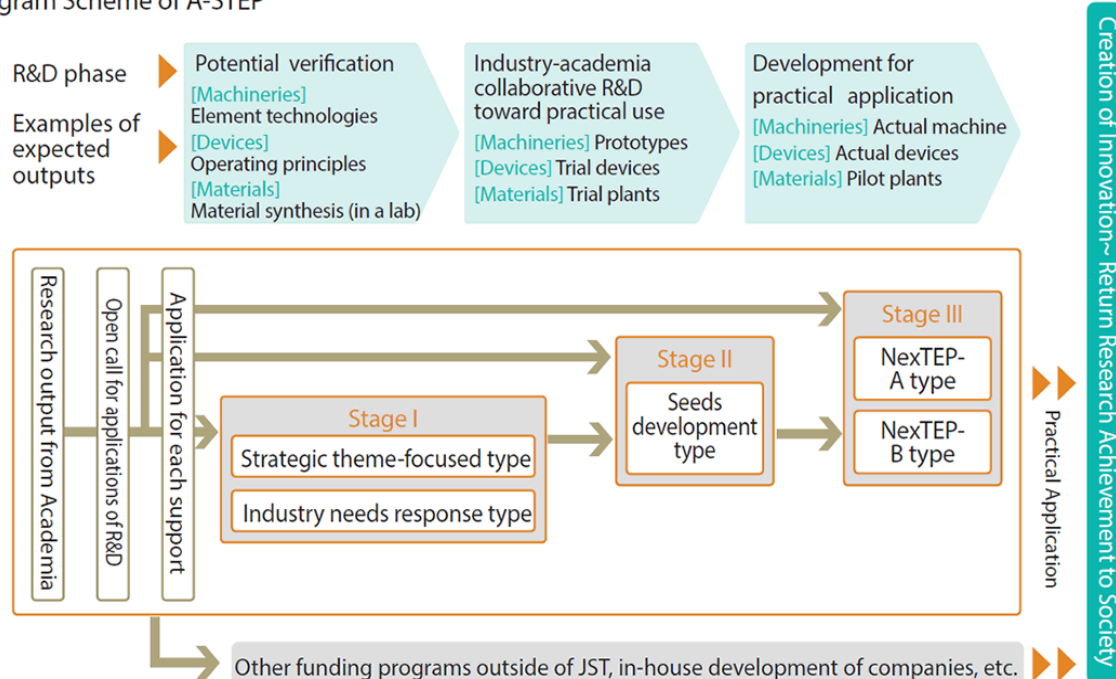 gram Scheme of A-STEP
R&D phase
Examples of
expected
outputs
Potential verification
[Machineries]
Element technologies
[Devices]
Operating principles
[Materials]
Material synthesis (in a lab)
Industry-academia
collaborative R&D
toward practical use
[Machineries] Prototypes
[Devices] Trial devices
[Materials] Trial plants
Development for
practical application
[Machineries] Actual machine
[Devices] Actual devices
[Materials] Pilot plants
Research output from Academia
Open call for applications of R&D
Application for each support
Stage I
Strategic theme-focused type
Industry needs response type
Stage II
Seeds
development
type
Stage III
NexTEP-
A type
NexTEP-
B type
Practical Application
Creation of Innovation~ Return Research Achievement to Society
Other funding programs outside of JST, in-house development of companies, etc.